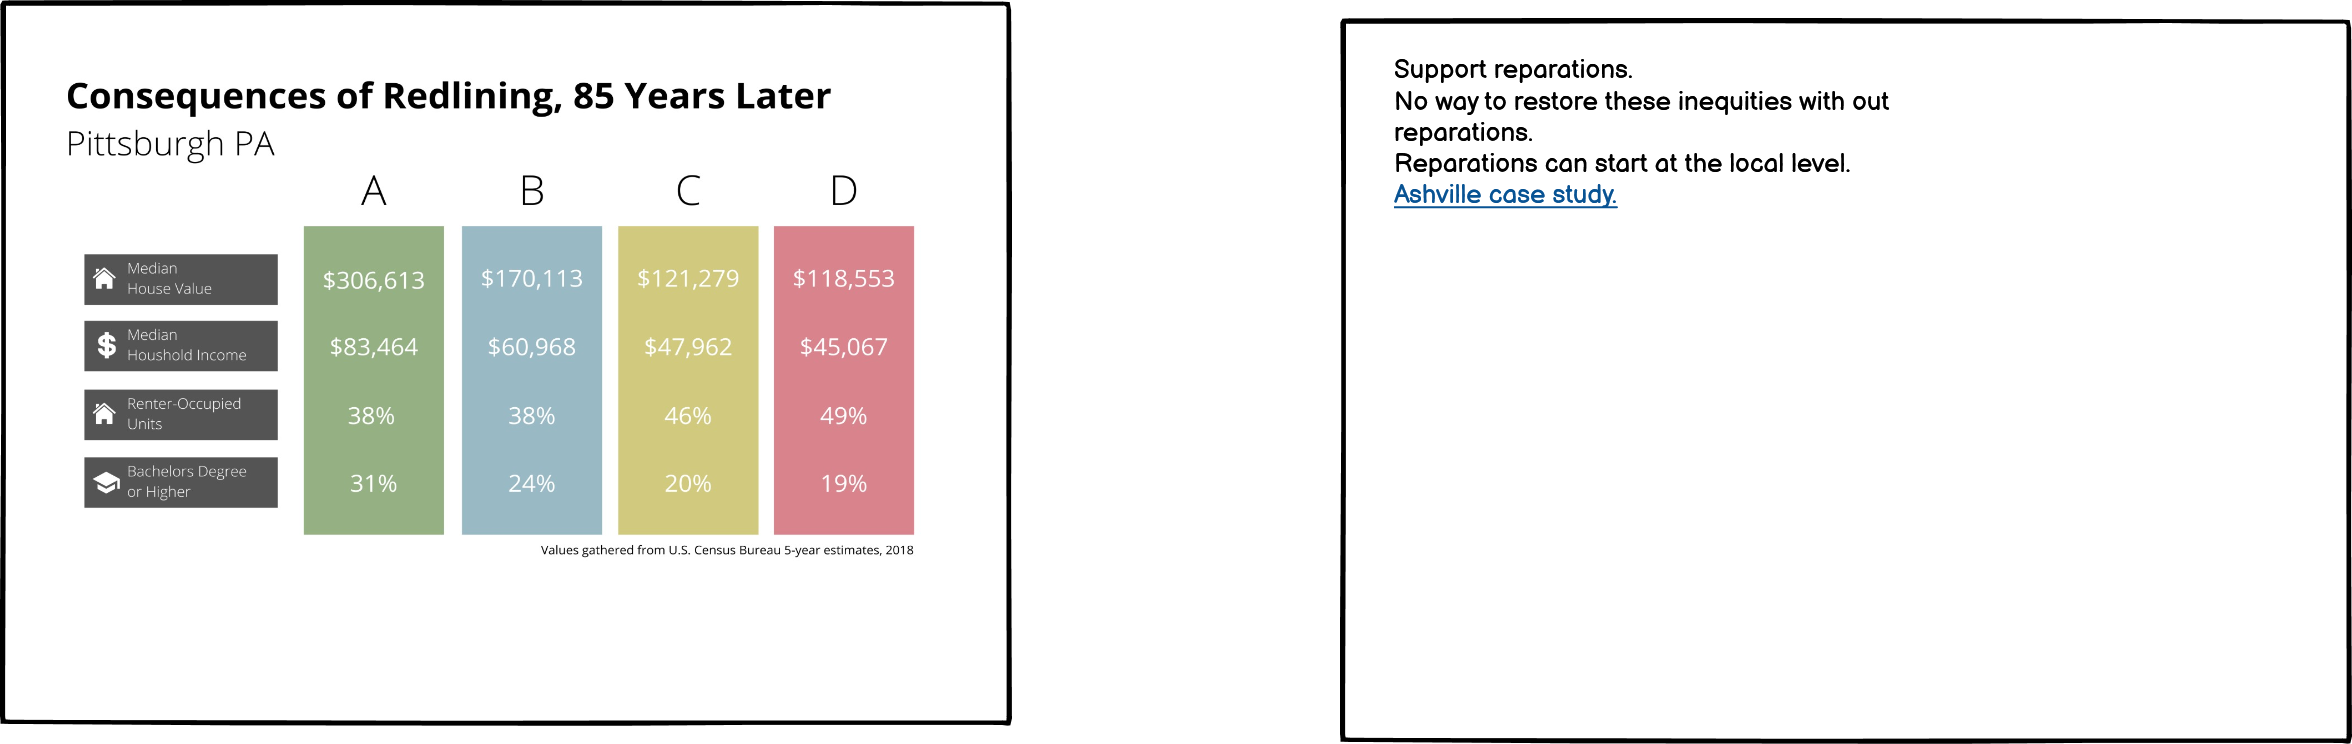 Consequences of Redlining, 85 Years Later
Pittsburgh PA
A B C D
Median
House Value
$306,613 $170,113 $121,279 $118,553
Median
Houshold Income
$83,464 $60,968 $47,962 $45,067
Renter-Occupied
Units
38% 38% 46% 49%
Bachelors Degree
or Higher
31% 24% 20% 19%
Values gathered from U.S. Census Bureau 5-year estimates, 2018
Support reparations.
No way to restore these inequities with out
reparations.
Reparations can start at the local level.
Ashville case study.